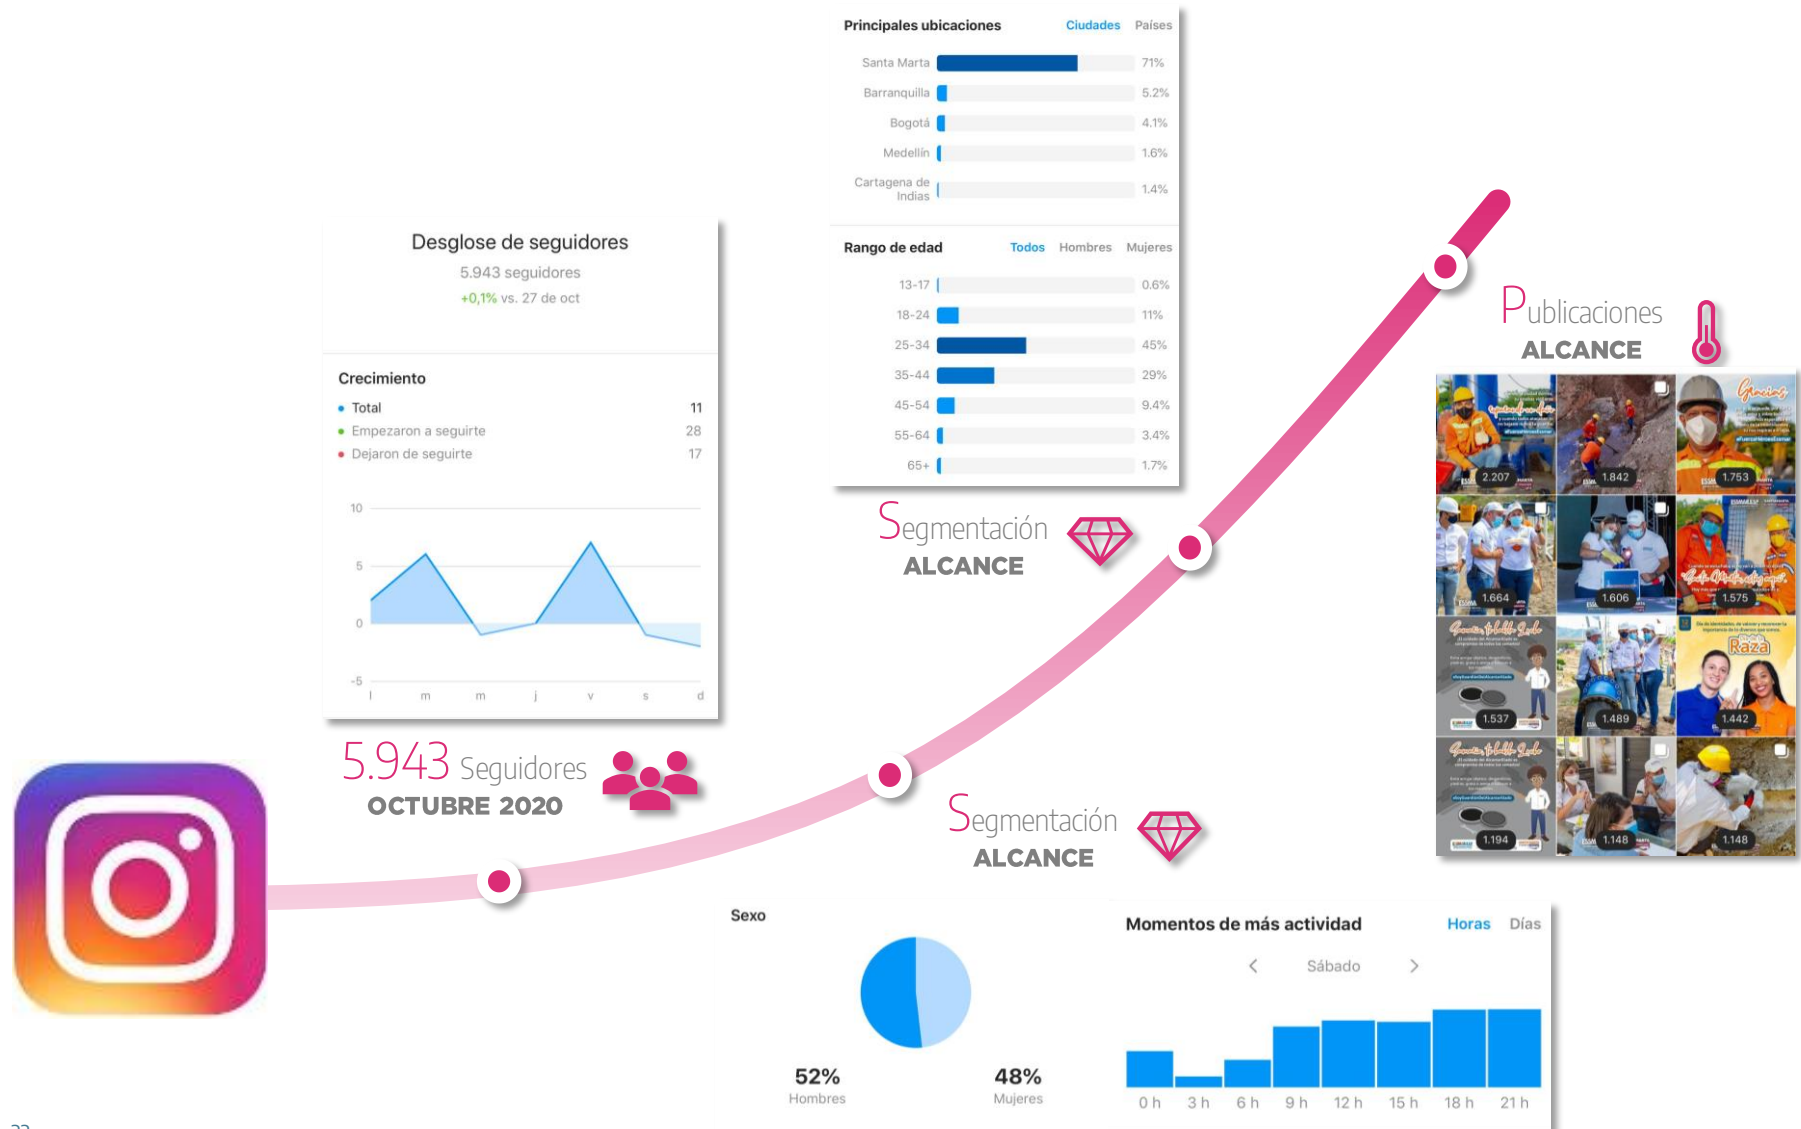 Principales ubicaciones Ciudades Países
Santa Marta 71%
Barranquilla 5.2%
Bogotá 4.1%
Medellín 1.6%
Cartagena de
Indias 1.4%
Rango de edad Todos Hombres Mujeres
13-17 0.6%
18-24 11%
25-34 45%
35-44 29%
45-54 9.4%
55-64 3.4%
65+ 1.7%
Segmentación
ALCANCE
Desglose de seguidores
5.943 seguidores
+0,1% vs. 27 de oct
Crecimiento
Total 11
Empezaron a seguirte 28
Dejaron de seguirte 17
10
5
0
-5
l m m j v s d
5.943 Seguidores
OCTUBRE 2020
Segmentación
ALCANCE
Sexo
52% 48%
Hombres Mujeres
Momentos de más actividad Horas Días
Sábado
0 h 3 h 6 h 9 h 12 h 15 h 18 h 21 h
Publicaciones
ALCANCE
Gracias
2.207 1.842 1.753
"Santa Marta, estoy aquí".
1.664 1.606 1.575
Raza
1.537 1.489 1.442
1.194 1.148 1.148